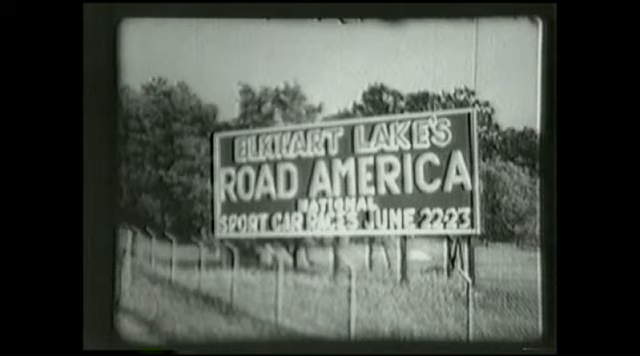 ELKHART LAKE'S
ROAD AMERICA
NATIONAL
SPORT CAR RACES JUNE 22-23